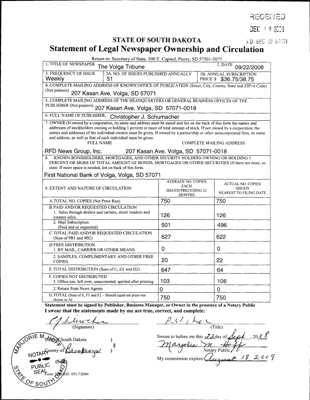 RECEIVED
DEC 1 6 2008
STATE OF SOUTH DAKOTA
Statement of Legal Newspaper Ownership and Circulation
Return to: Secretary of State, 500 E. Capitol, Pierre, SD 57501-5077
1. TITLE OF NEWSPAPER The Volga Tribune 2. DATE 09/22/2008
3. FREQUENCY OF ISSUE Weekly
3A. NO. OF ISSUES PUBLISHED ANNUALLY 51
3B. ANNUAL SUBSCRIPTION PRICE $ $36.75/38.75
4. COMPLETE MAILING ADDRESS OF KNOWN OFFICE OF PUBLICATION (Street, City, County, State and ZIP+4 Code)
(Not printers) 207 Kasan Ave. Volga, SD 57071
5. COMPLETE MAILING ADDRESS OF THE HEADQUARTERS OR GENERAL BUSINESS OFFICES OF THE
PUBLISHER (Not printers) 207 Kasan Ave. Volga, SD 57071-0018
6. FULL NAME OF PUBLISHER: Christopher J. Schumacher
7. OWNER (If owned by a corporation, its name and address must be stated and list on the back of this form the names and
addresses of stockholders owning or holding 1 percent or more of total amount of stock. If not owned by a corporation, the
names and addresses of the individual owners must be given. If owned by a partnership or other unincorporated firm, its name
and address, as well as that of each individual must be given.
FULL NAME COMPLETE MAILING ADDRESS
RFD News Group, Inc. 207 Kasan Ave. Volga, SD 57071-0018
8. KNOWN BONDHOLDERS, MORTGAGES, AND OTHER SECURITY HOLDERS OWNING OR HOLDING 1
PERCENT OR MORE OF TOTAL AMOUNT OF BONDS, MORTGAGES OR OTHER SECURITIES (If there are none, so
state. If more space is needed, list on back of this form.
First National Bank of Volga, Volga, SD 57071
9. EXTENT AND NATURE OF CIRCULATION
AVERAGE NO. COPIES EACH ISSUED PRECEDING 12 MONTHS
ACTUAL NO. COPIES ISSUES NEAREST TO FILING DATE
A. TOTAL NO. COPIES (Net Press Run) 750 750
B. PAID AND/OR REQUESTED CIRCULATION
1. Sales through dealers and carriers, street vendors and counter sales. 126 126
2. Mail Subscription (Paid and or requested) 501 496
C. TOTAL PAID AND/OR REQUESTED CIRCULATION (Sum of 9B1 and 9B2) 627 622
D. FREE DISTRIBUTION
1. BY MAIL, CARRIER OR OTHER MEANS 0 0
2. SAMPLES, COMPLIMENTARY AND OTHER FREE COPIES 20 22
E. TOTAL DISTRIBUTION (Sum of C, D1 and D2) 647 64
F. COPIES NOT DISTRIBUTED
1. Office use, left over, unaccounted, spoiled after printing 103 106
2. Return from News Agents 0 0
G. TOTAL (Sum of E, F1 and F2 - Should equal net press run shown in A) 750 750
Statement must be signed by Publisher, Business Manager, or Owner in the presence of a Notary Public
I swear that the statements made by me are true, correct, and complete:
Publisher
(Signature) (Title)
South Dakota )
County of )
Sworn to before me this 22 day of Sept, 2008
Notary Public
My commission expires: August 18 2009
MARJORIE
NOTARY
PUBLIC
SEAL
STATE OF SOUTH